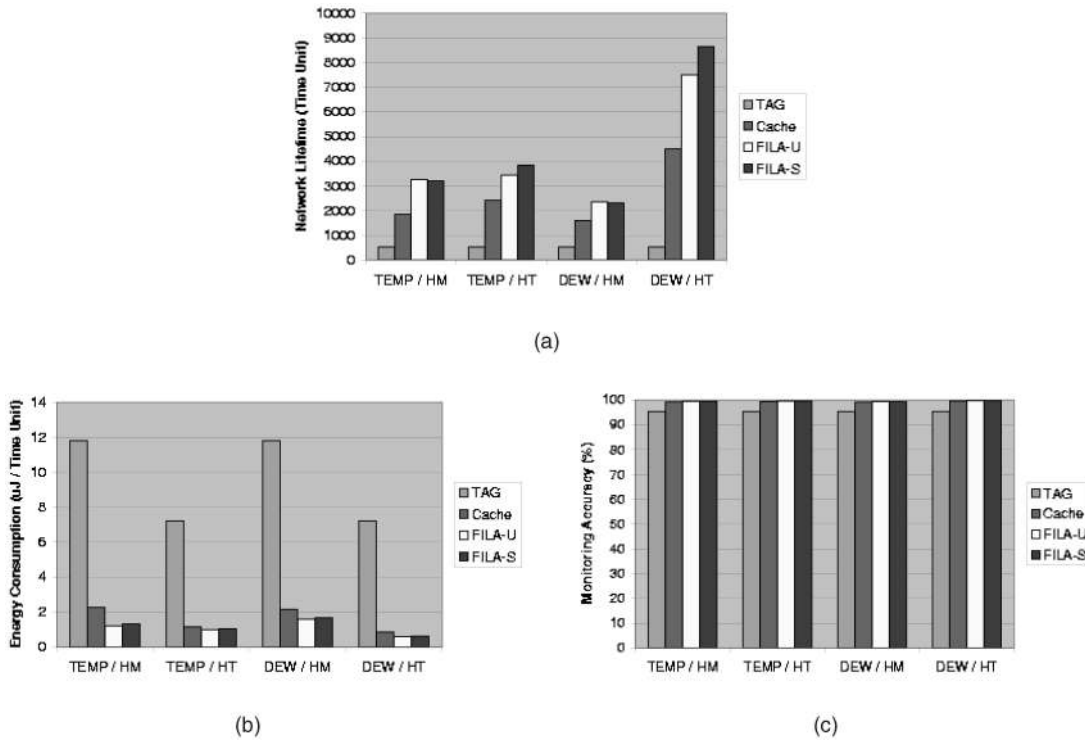 10000
9000
8000
7000
6000
5000
4000
3000
2000
1000
0
Network Lifetime (Time Unit)
TEMP / HM
TEMP / HT
DEW / HM
DEW / HT
TAG
Cache
FILA-U
FILA-S
(a)
14
12
10
8
6
4
2
0
Energy Consumption (uJ / Time Unit)
TEMP / HM
TEMP / HT
DEW / HM
DEW / HT
TAG
Cache
FILA-U
FILA-S
(b)
100
90
80
70
60
50
40
30
20
10
0
Monitoring Accuracy (%)
TEMP / HM
TEMP / HT
DEW / HM
DEW / HT
TAG
Cache
FILA-U
FILA-S
(c)